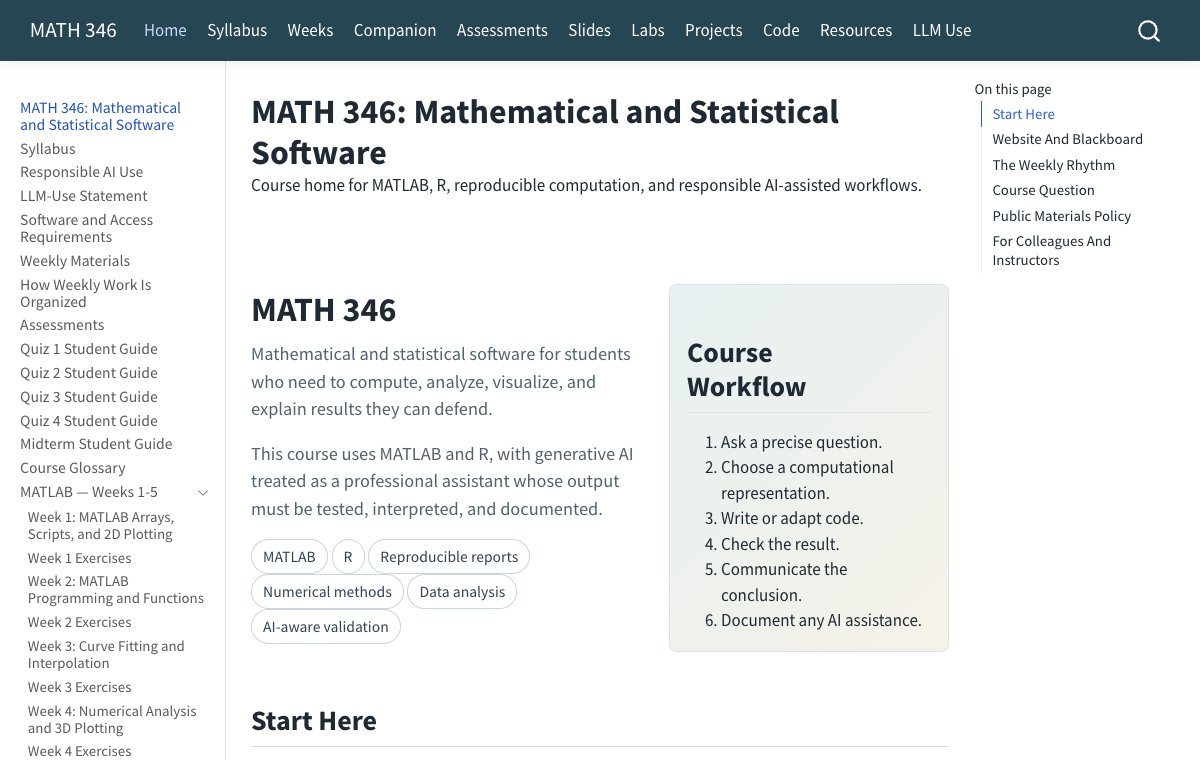 MATH 346 Home Syllabus Weeks Companion Assessments Slides Labs Projects Code Resources LLM Use
MATH 346: Mathematical
and Statistical Software
Syllabus
Responsible AI Use
LLM-Use Statement
Software and Access
Requirements
Weekly Materials
How Weekly Work Is
Organized
Assessments
Quiz 1 Student Guide
Quiz 2 Student Guide
Quiz 3 Student Guide
Quiz 4 Student Guide
Midterm Student Guide
Course Glossary
MATLAB — Weeks 1-5
Week 1: MATLAB Arrays,
Scripts, and 2D Plotting
Week 1 Exercises
Week 2: MATLAB
Programming and Functions
Week 2 Exercises
Week 3: Curve Fitting and
Interpolation
Week 3 Exercises
Week 4: Numerical Analysis
and 3D Plotting
Week 4 Exercises
MATH 346: Mathematical and Statistical
Software
Course home for MATLAB, R, reproducible computation, and responsible AI-assisted workflows.
MATH 346
Mathematical and statistical software for students
who need to compute, analyze, visualize, and
explain results they can defend.
This course uses MATLAB and R, with generative AI
treated as a professional assistant whose output
must be tested, interpreted, and documented.
MATLAB R Reproducible reports
Numerical methods Data analysis
AI-aware validation
Course
Workflow
1. Ask a precise question.
2. Choose a computational
representation.
3. Write or adapt code.
4. Check the result.
5. Communicate the
conclusion.
6. Document any AI assistance.
Start Here
On this page
Start Here
Website And Blackboard
The Weekly Rhythm
Course Question
Public Materials Policy
For Colleagues And
Instructors